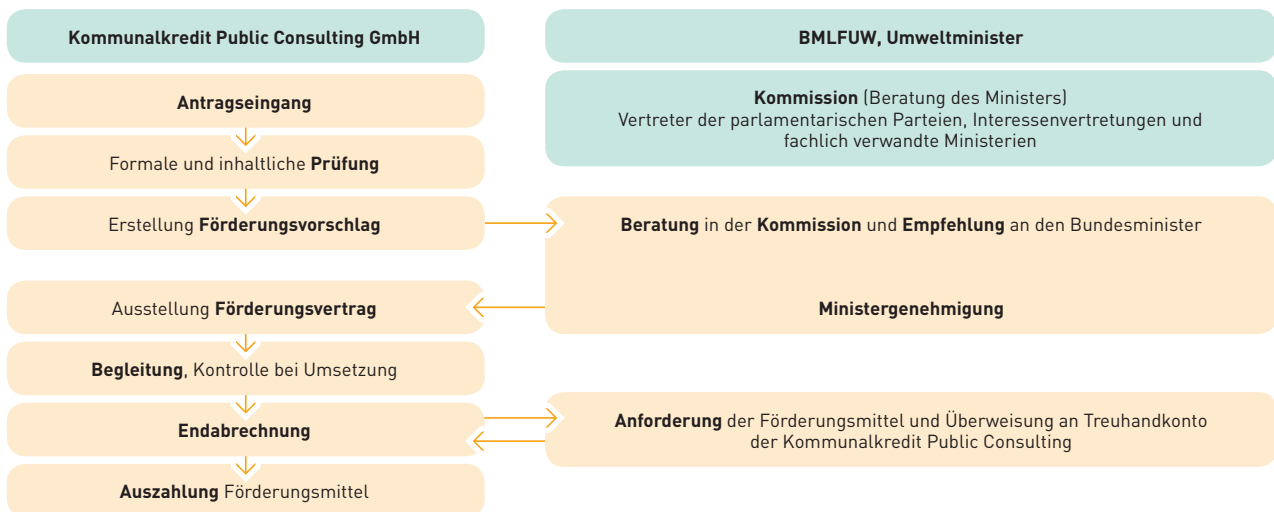 Kommunalkredit Public Consulting GmbH
Antragseingang
Formale und inhaltliche Prüfung
Erstellung Förderungsvorschlag
Ausstellung Förderungsvertrag
Begleitung, Kontrolle bei Umsetzung
Endabrechnung
Auszahlung Förderungsmittel
BMLFUW, Umweltminister
Kommission (Beratung des Ministers)
Vertreter der parlamentarischen Parteien, Interessenvertretungen und
fachlich verwandte Ministerien
Beratung in der Kommission und Empfehlung an den Bundesminister
Ministergenehmigung
Anforderung der Förderungsmittel und Überweisung an Treuhandkonto
der Kommunalkredit Public Consulting